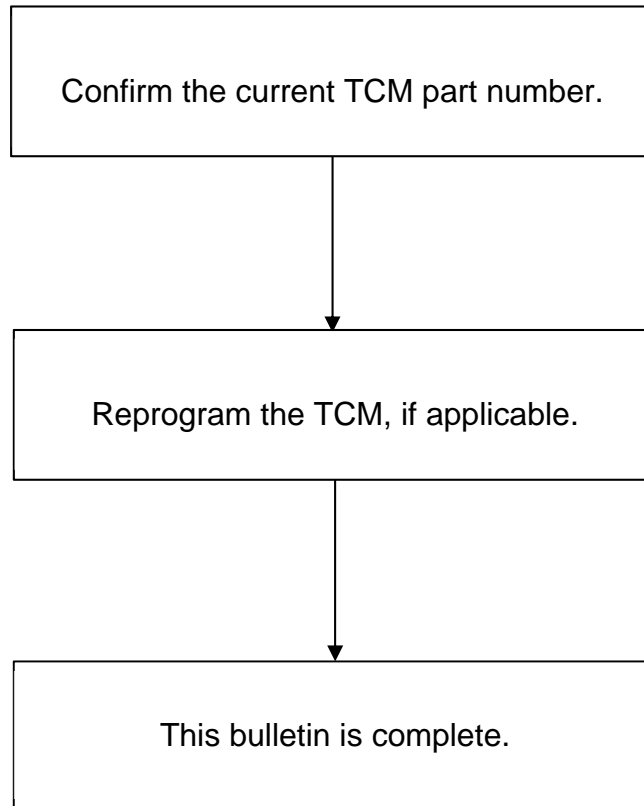 Confirm the current TCM part number.
Reprogram the TCM, if applicable.
This bulletin is complete.